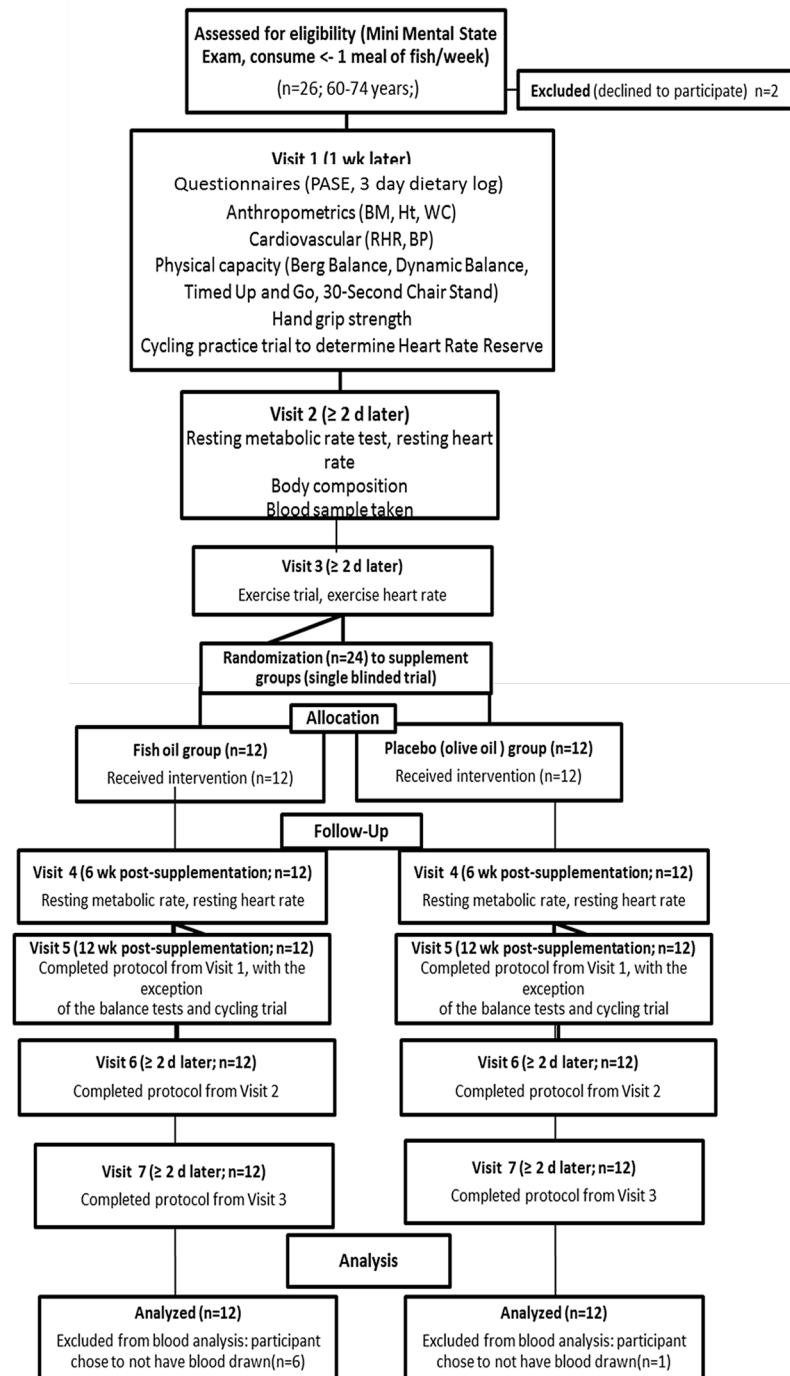 Assessed for eligibility (Mini Mental State
Exam, consume <- 1 meal of fish/week)
(n=26; 60-74 years;)
Excluded (declined to participate) n=2
Visit 1 (1 wk later)
Questionnaires (PASE, 3 day dietary log)
Anthropometrics (BM, Ht, WC)
Cardiovascular (RHR, BP)
Physical capacity (Berg Balance, Dynamic Balance,
Timed Up and Go, 30-Second Chair Stand)
Hand grip strength
Cycling practice trial to determine Heart Rate Reserve
Visit 2 (≥ 2 d later)
Resting metabolic rate test, resting heart
rate
Body composition
Blood sample taken
Visit 3 (≥ 2 d later)
Exercise trial, exercise heart rate
Randomization (n=24) to supplement
groups (single blinded trial)
Allocation
Fish oil group (n=12)
Received intervention (n=12)
Placebo (olive oil ) group (n=12)
Received intervention (n=12)
Follow-Up
Visit 4 (6 wk post-supplementation; n=12)
Resting metabolic rate, resting heart rate
Visit 4 (6 wk post-supplementation; n=12)
Resting metabolic rate, resting heart rate
Visit 5 (12 wk post-supplementation; n=12)
Completed protocol from Visit 1, with the
exception
of the balance tests and cycling trial
Visit 5 (12 wk post-supplementation; n=12)
Completed protocol from Visit 1, with the
exception
of the balance tests and cycling trial
Visit 6 (≥ 2 d later; n=12)
Completed protocol from Visit 2
Visit 6 (≥ 2 d later; n=12)
Completed protocol from Visit 2
Visit 7 (≥ 2 d later; n=12)
Completed protocol from Visit 3
Visit 7 (≥ 2 d later; n=12)
Completed protocol from Visit 3
Analysis
Analyzed (n=12)
Excluded from blood analysis: participant
chose to not have blood drawn(n=6)
Analyzed (n=12)
Excluded from blood analysis: participant
chose to not have blood drawn(n=1)